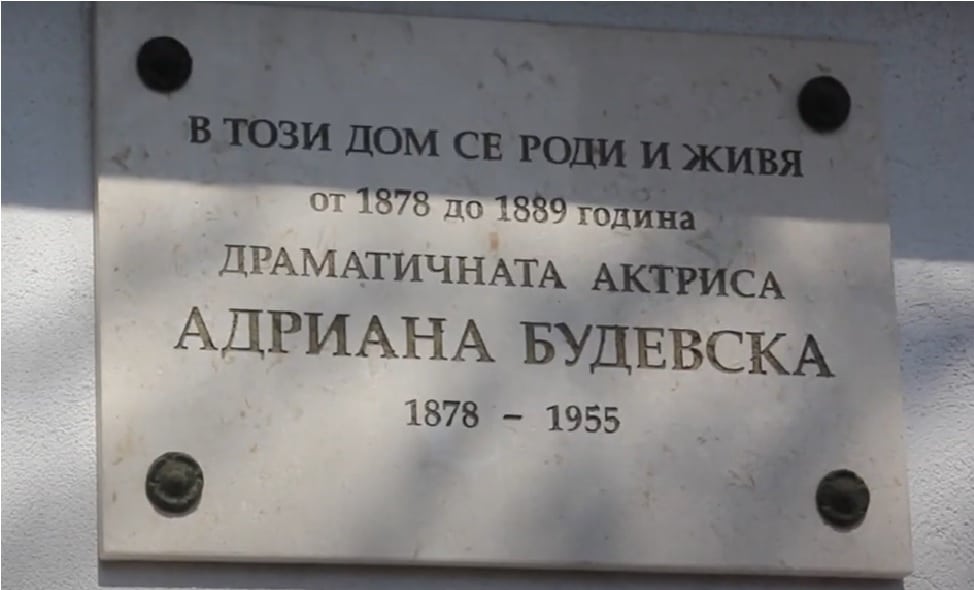 В ТОЗИ ДОМ СЕ РОДИ И ЖИВЯ
от 1878 до 1889 година
ДРАМАТИЧНАТА АКТРИСА
АДРИАНА БУДЕВСКА
1878 – 1955